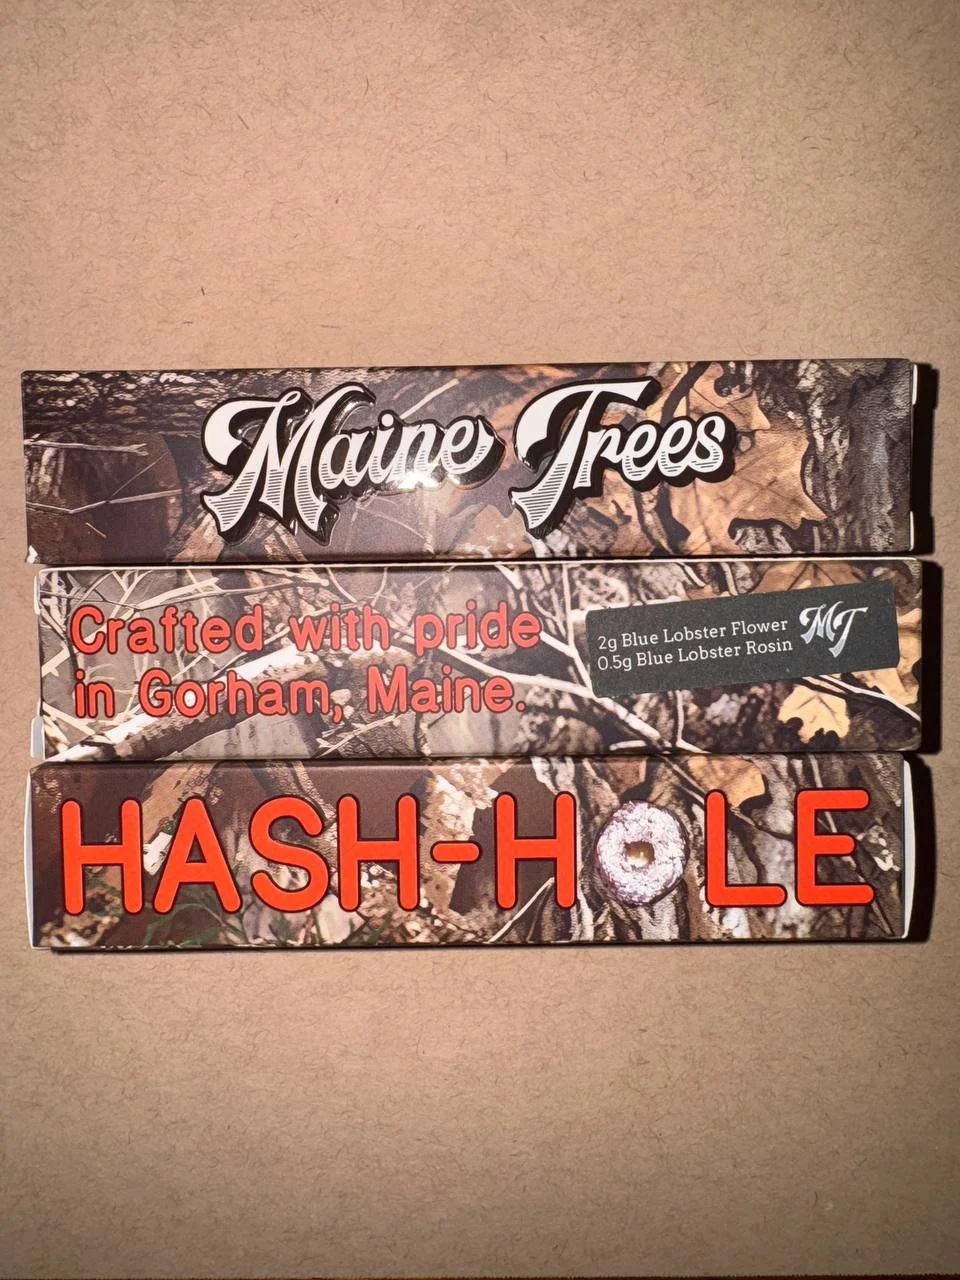 Maine Trees
Crafted with pride
in Gorham, Maine.
2g Blue Lobster Flower
0.5g Blue Lobster Rosin
MT
HASH-HOLE